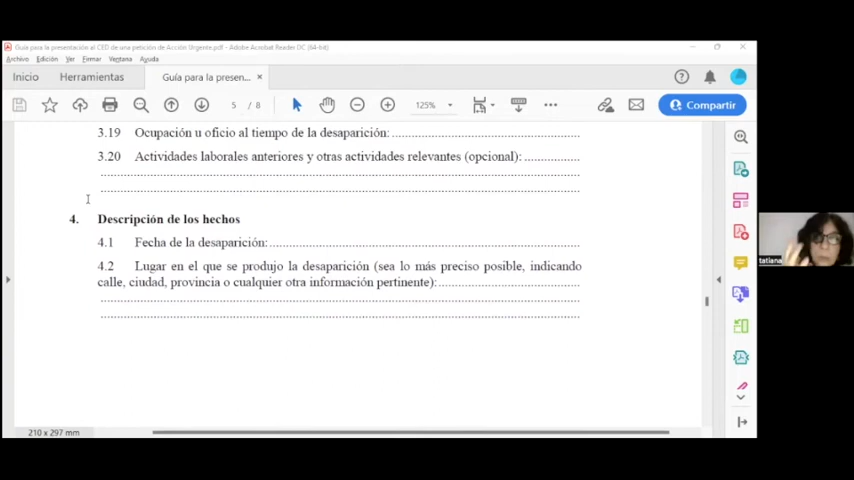 Guía para la presentación al CED de una petición de Acción Urgente.pdf - Adobe Acrobat Reader DC (64-bit)
Archivo Edición Ver Firmar Ventana Ayuda
Inicio Herramientas Guía para la presen... ×
5 / 8 125% Compartir
3.19 Ocupación u oficio al tiempo de la desaparición:
3.20 Actividades laborales anteriores y otras actividades relevantes (opcional):
4. Descripción de los hechos
4.1 Fecha de la desaparición:
4.2 Lugar en el que se produjo la desaparición (sea lo más preciso posible, indicando
calle, ciudad, provincia o cualquier otra información pertinente):
tatiana
210 x 297 mm